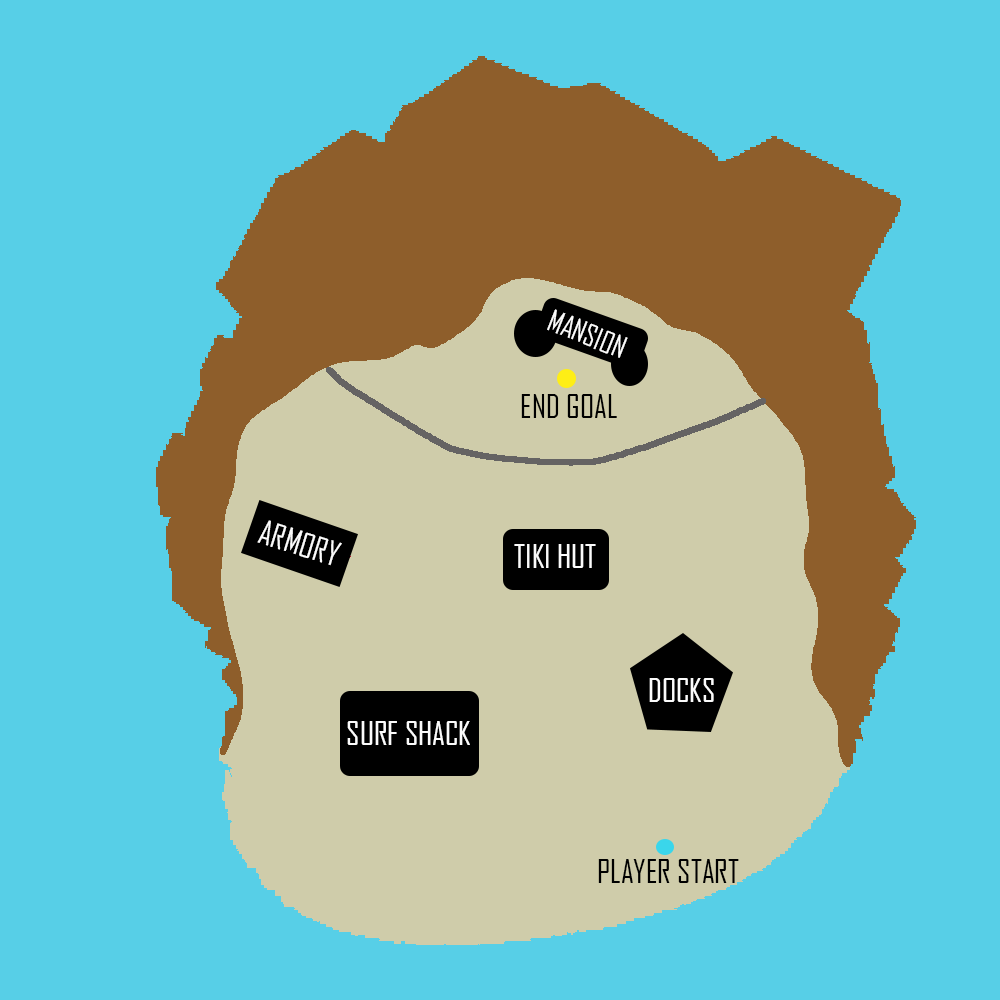 MANSION
END GOAL
ARMORY
TIKI HUT
DOCKS
SURF SHACK
PLAYER START